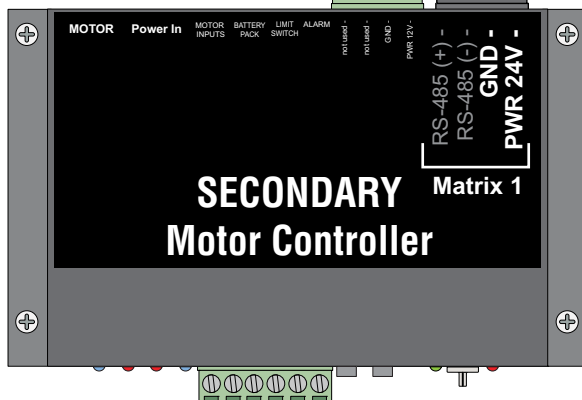 MOTOR
Power In
MOTOR
INPUTS
BATTERY
PACK
LIMIT
SWITCH
ALARM
not used -
not used -
GND -
PWR 12V -
RS-485 (+) -
RS-485 (-) -
GND -
PWR 24V -
Matrix 1
SECONDARY
Motor Controller